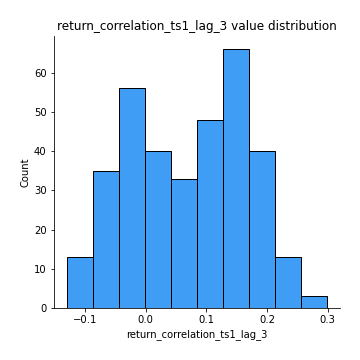 return_correlation_ts1_lag_3 value distribution
Count
60
50
40
30
20
10
0
−0.1 0.0 0.1 0.2 0.3
return_correlation_ts1_lag_3